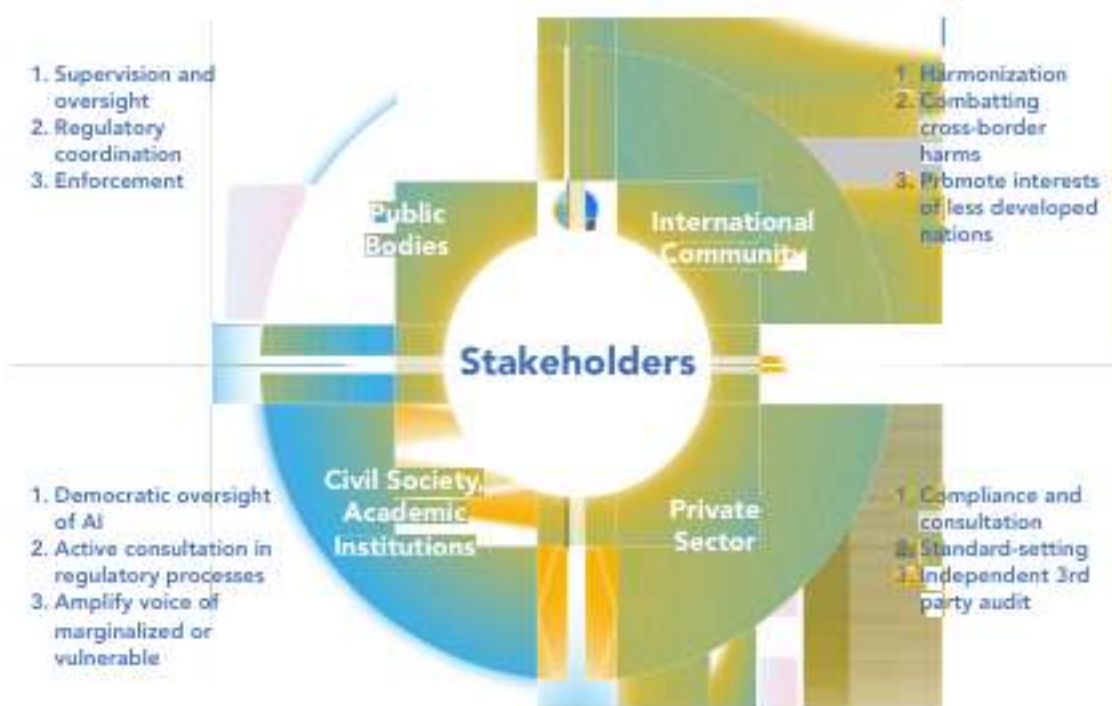 1. Supervision and
oversight
2. Regulatory
coordination
3. Enforcement
Public
Bodies
International
Community
1. Harmonization
2. Combatting
cross-border
harms
3. Promote interests
of less developed
nations
Stakeholders
1. Democratic oversight
of AI
2. Active consultation in
regulatory processes
3. Amplify voice of
marginalized or
vulnerable
Civil Society,
Academic
Institutions
Private
Sector
1. Compliance and
consultation
2. Standard-setting
3. Independent 3rd
party audit